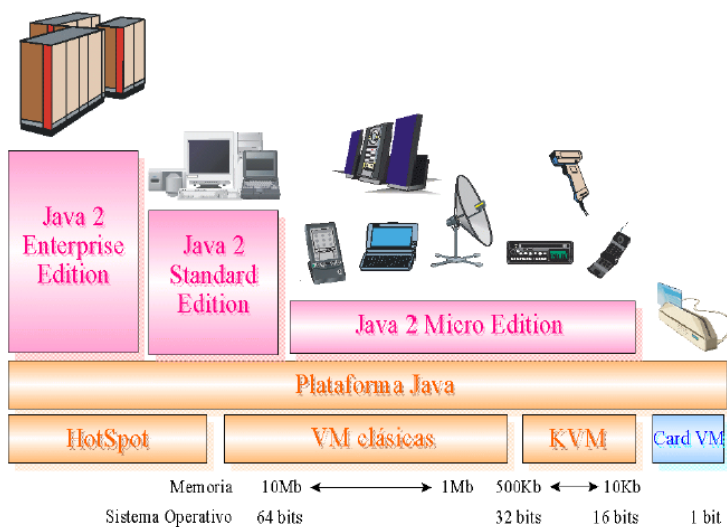 Java 2
Enterprise
Edition
Java 2
Standard
Edition
Java 2 Micro Edition
Plataforma Java
HotSpot
VM clásicas
KVM
Card VM
Memoria 10Mb 1Mb 500Kb 10Kb
Sistema Operativo 64 bits 32 bits 16 bits 1 bit